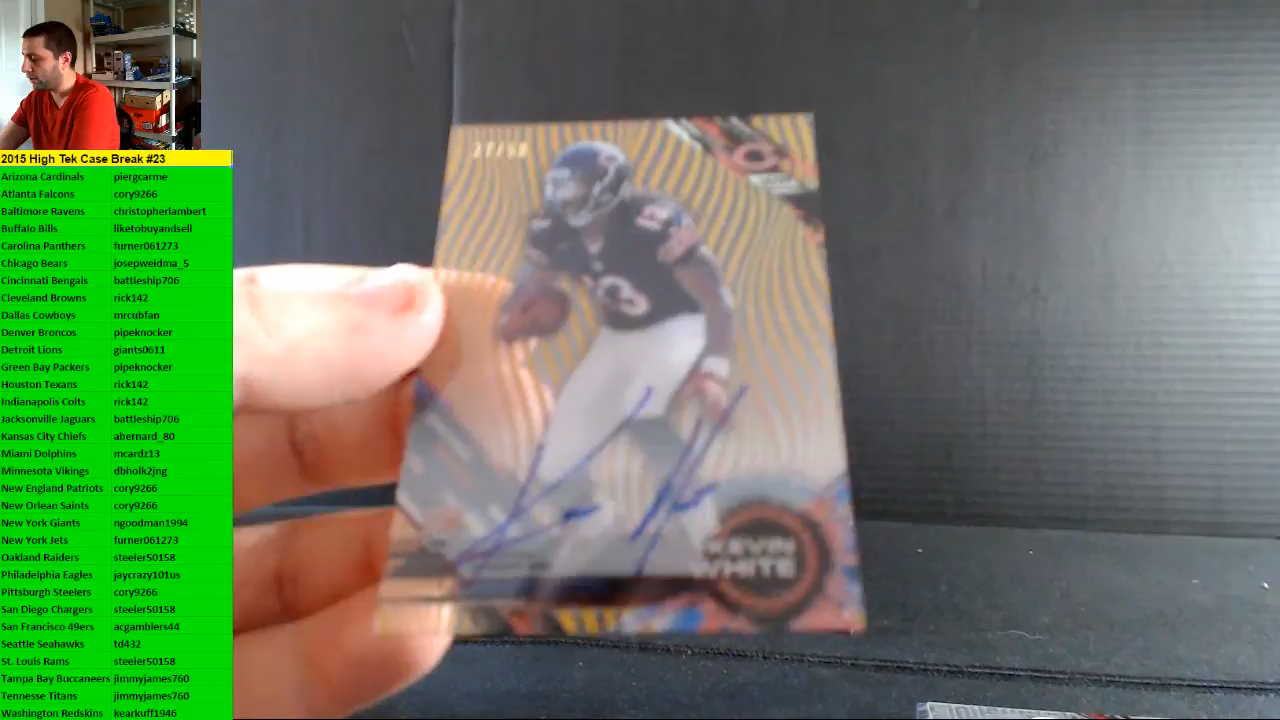 2015 High Tek Case Break #23
Arizona Cardinals piergcarme
Atlanta Falcons cory9266
Baltimore Ravens christopherlambert
Buffalo Bills liketobuyandsell
Carolina Panthers furner061273
Chicago Bears josepweidma_5
Cincinnati Bengals battleship706
Cleveland Browns rick142
Dallas Cowboys mrcubfan
Denver Broncos pipeknocker
Detroit Lions giants0611
Green Bay Packers pipeknocker
Houston Texans rick142
Indianapolis Colts rick142
Jacksonville Jaguars battleship706
Kansas City Chiefs abernard_80
Miami Dolphins mcardz13
Minnesota Vikings dbholk2jng
New England Patriots cory9266
New Orlean Saints cory9266
New York Giants ngoodman1994
New York Jets furner061273
Oakland Raiders steeler50158
Philadelphia Eagles jaycrazy101us
Pittsburgh Steelers cory9266
San Diego Chargers steeler50158
San Francisco 49ers acgamblers44
Seattle Seahawks td432
St. Louis Rams steeler50158
Tampa Bay Buccaneers jimmyjames760
Tennesse Titans jimmyjames760
Washington Redskins kearkuff1946
13
KEVIN
WHITE